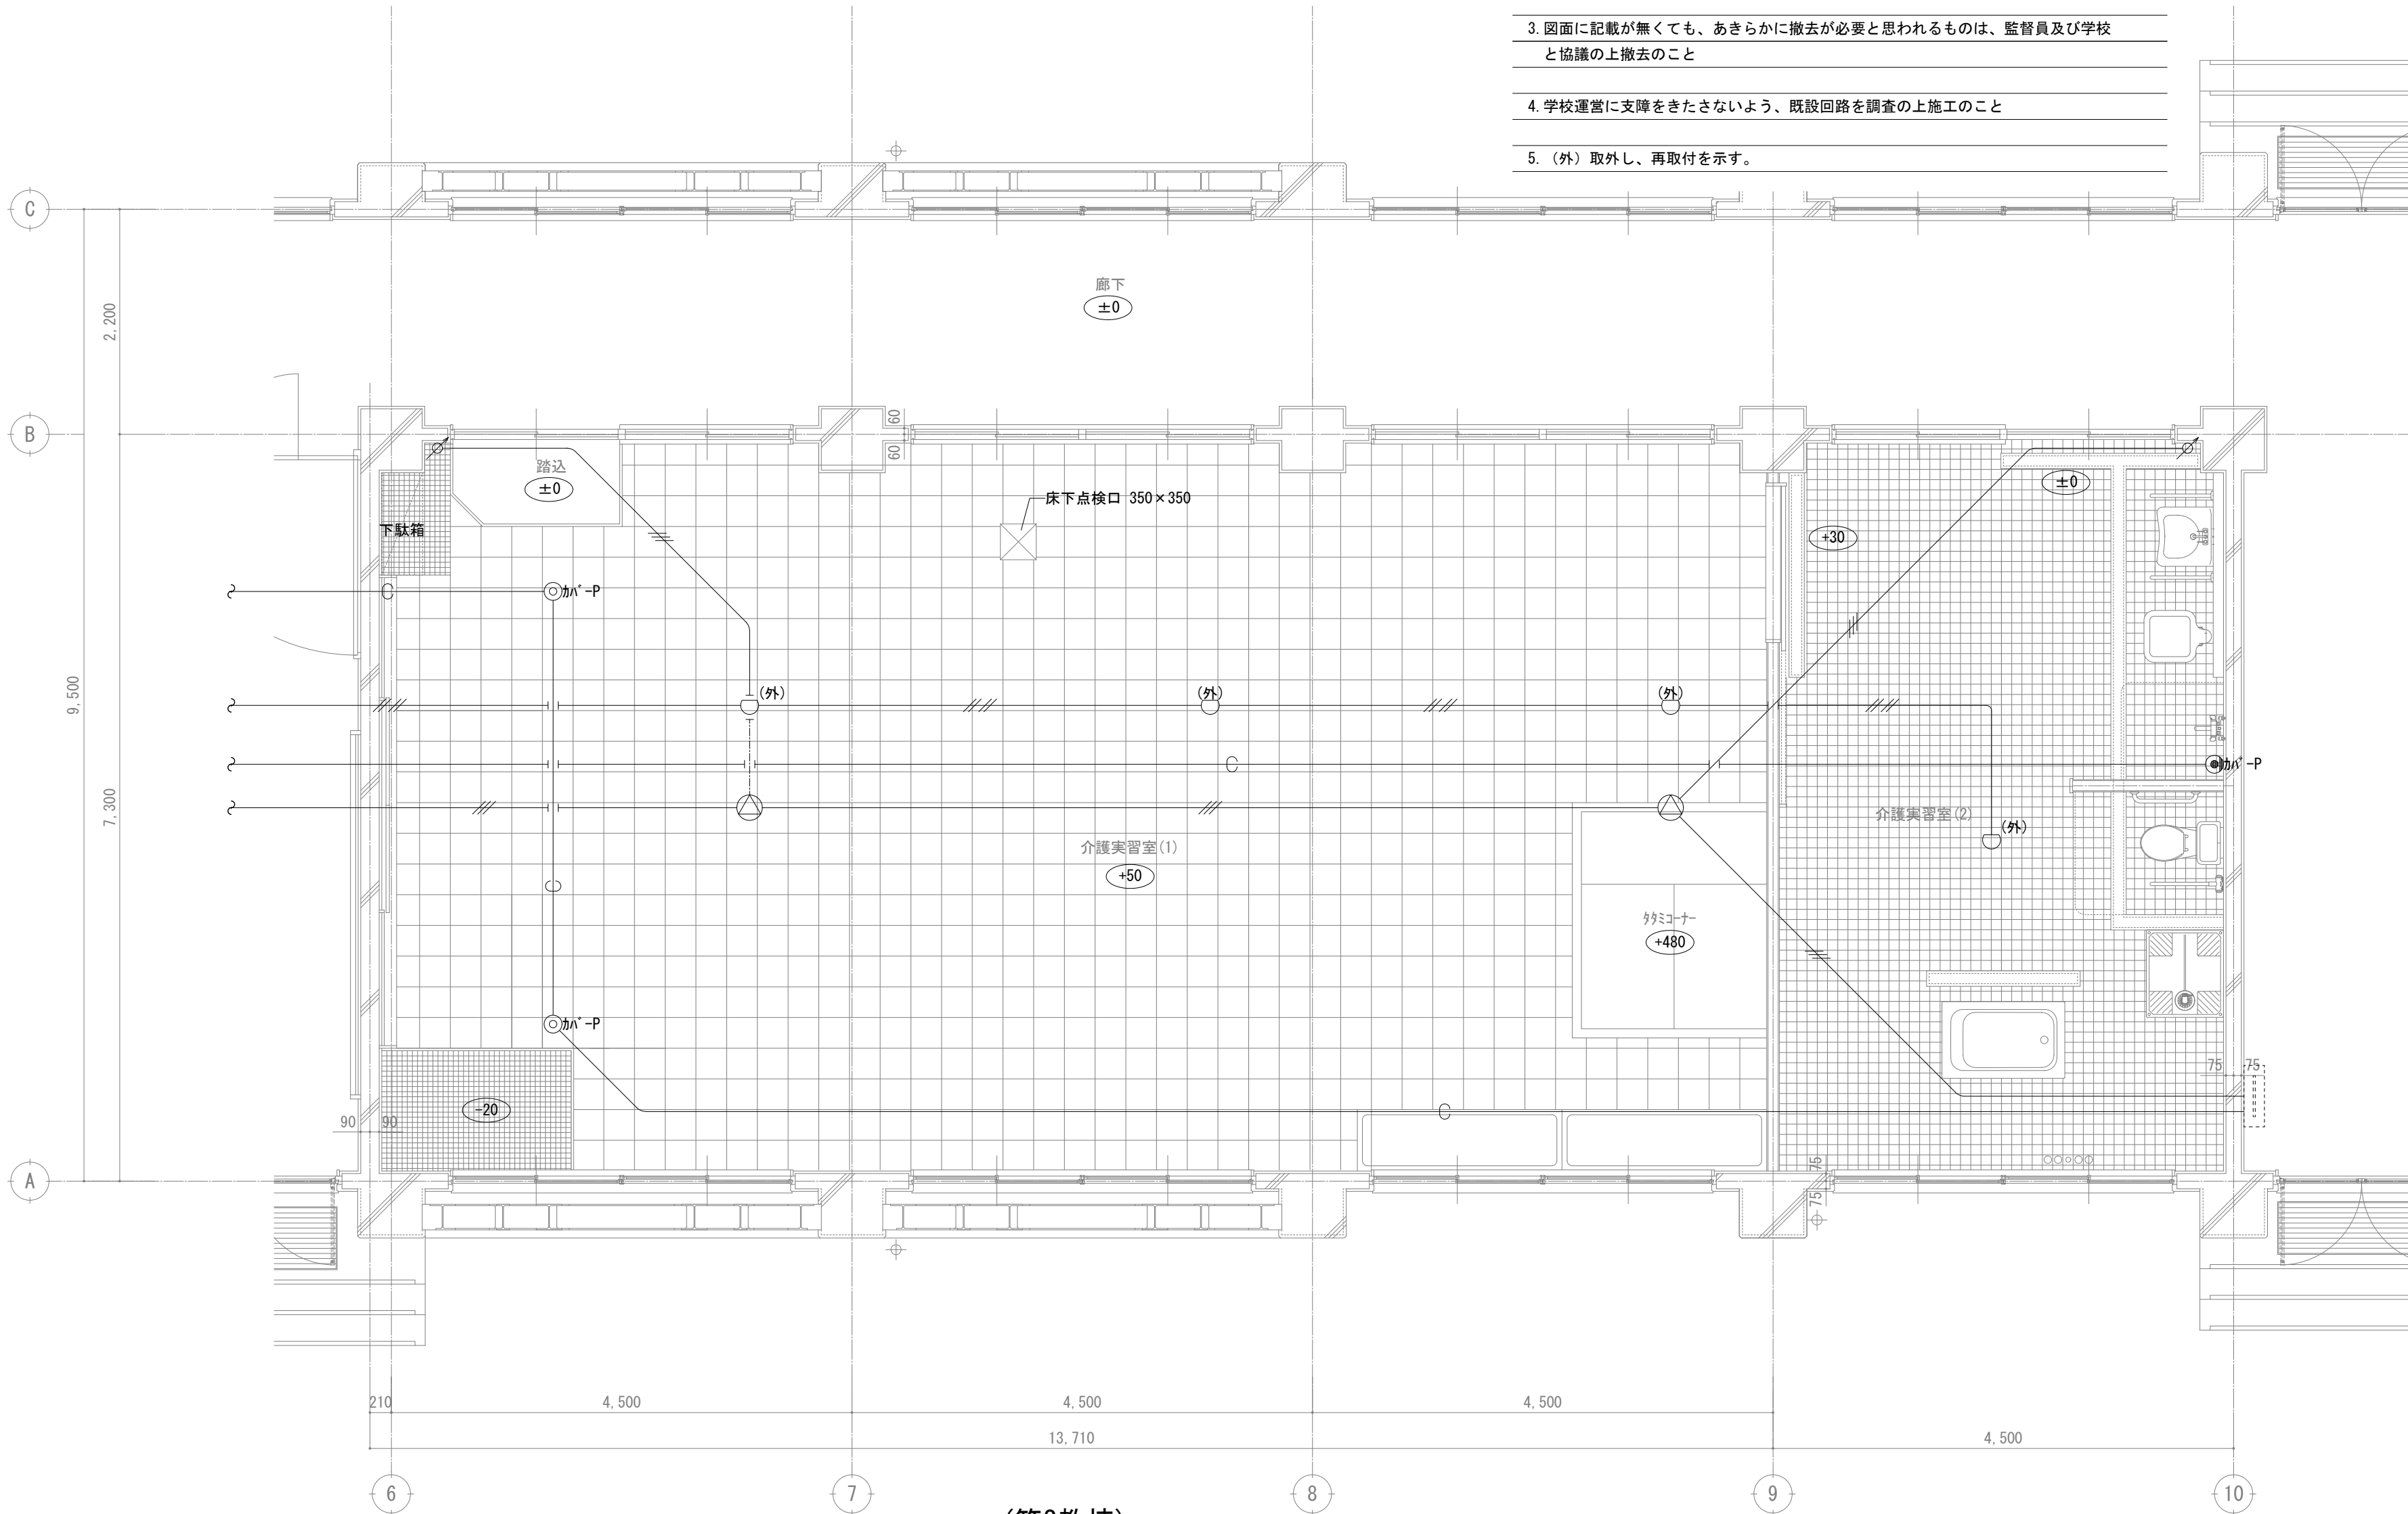 3. 図面に記載が無くても、あきらかに撤去が必要と思われるものは、監督員及び学校
と協議の上撤去のこと
4. 学校運営に支障をきたさないよう、既設回路を調査の上施工のこと
5. （外）取外し、再取付を示す。
C
2,200
廊下
±0
B
60
60
踏込
±0
床下点検口 350×350
±0
下駄箱
+30
C
ｶﾊﾞｰP
9,500
(外)
(外)
(外)
C
ｶﾊﾞｰP
7,300
介護実習室(2)
(外)
介護実習室(1)
+50
C
ﾀﾀﾐｺｰﾅｰ
+480
ｶﾊﾞｰP
75
75
-20
C
90
90
75
A
75
210
4,500
4,500
4,500
13,710
4,500
6
7
8
9
10